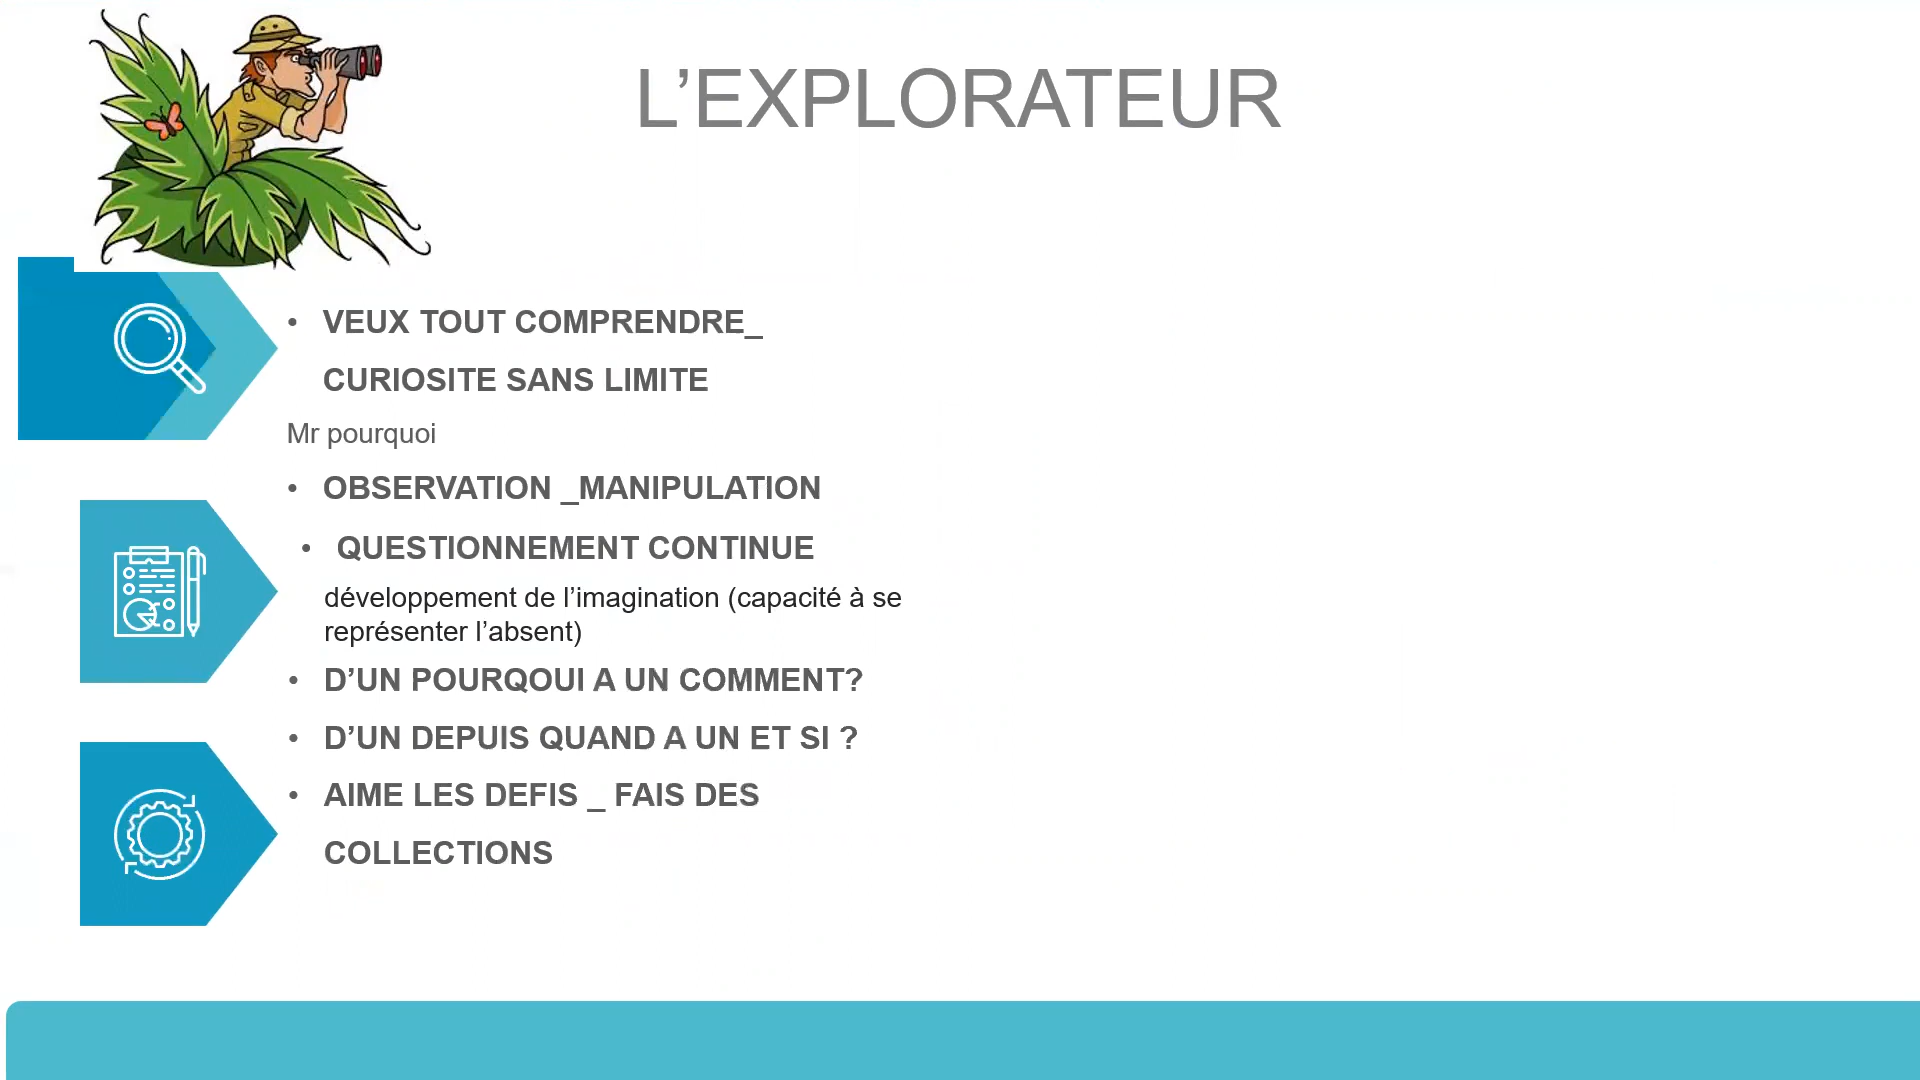 L’EXPLORATEUR
• VEUX TOUT COMPRENDRE_
CURIOSITE SANS LIMITE
Mr pourquoi
• OBSERVATION _MANIPULATION
• QUESTIONNEMENT CONTINUE
développement de l’imagination (capacité à se
représenter l’absent)
• D’UN POURQOUI A UN COMMENT?
• D’UN DEPUIS QUAND A UN ET SI ?
• AIME LES DEFIS _ FAIS DES
COLLECTIONS